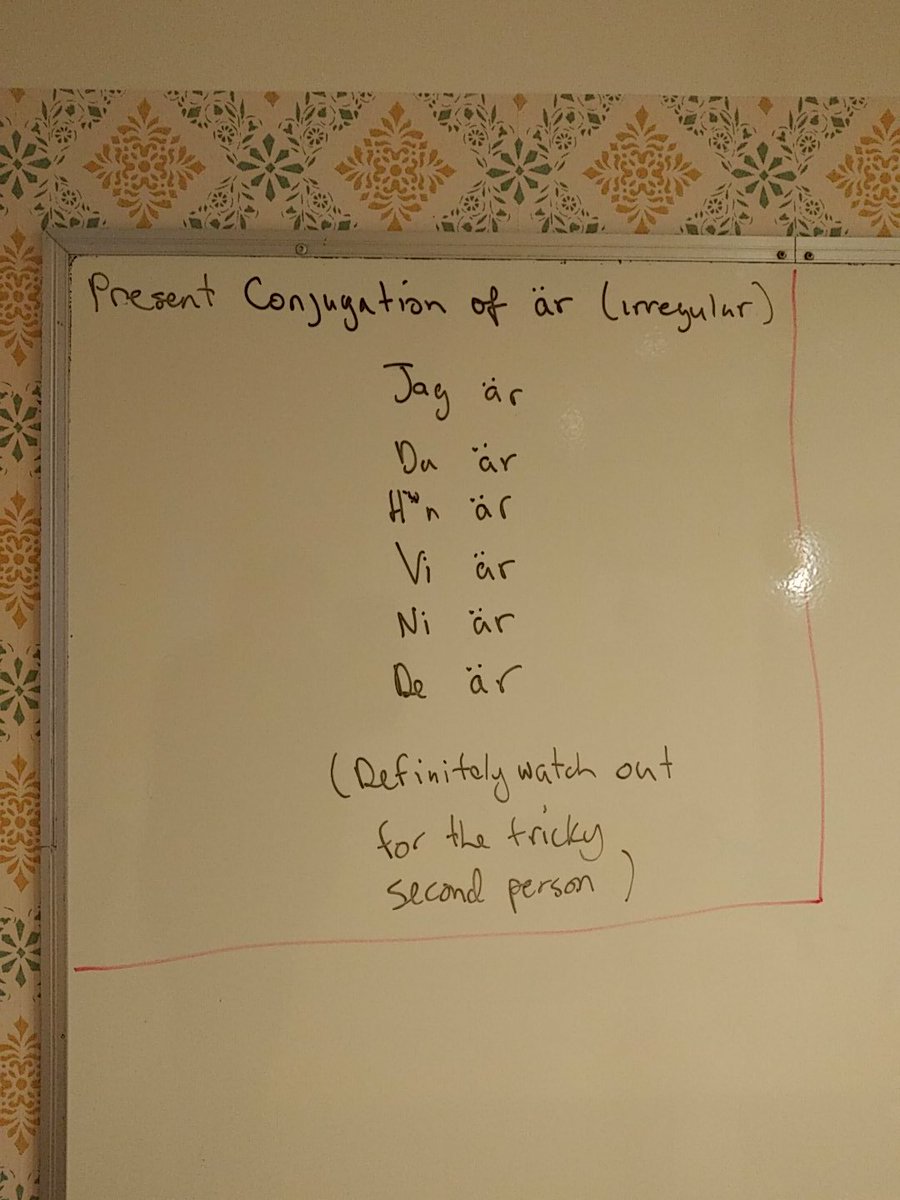 Present Conjugation of är (irregular)
Jag är
Du är
är
Vi är
Ni är
De är
(Definitely watch out
for the tricky
second person)